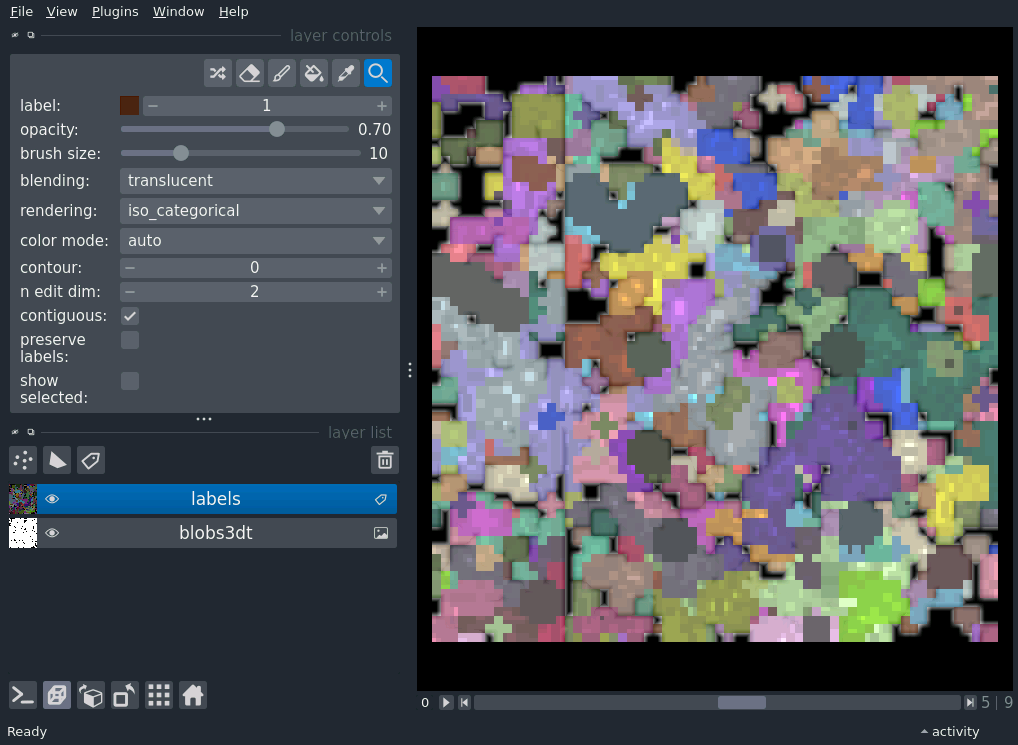 File View Plugins Window Help
layer controls
label: 1
opacity: 0.70
brush size: 10
blending: translucent
rendering: iso_categorical
color mode: auto
contour: 0
n edit dim: 2
contiguous:
preserve
labels:
show
selected:
layer list
labels
blobs3dt
0 5 | 9
Ready activity